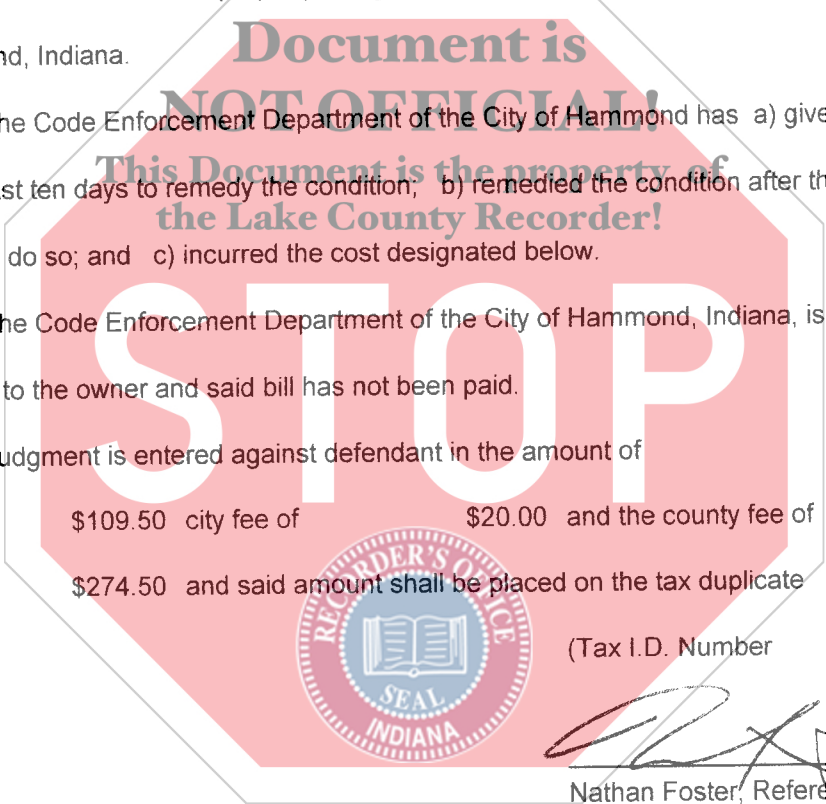 Document is
nd, Indiana.
NOT OFFICIAL!
he Code Enforcement Department of the City of Hammond has a) give
This Document is the property of
st ten days to remedy the condition; b) remedied the condition after th
the Lake County Recorder!
do so; and c) incurred the cost designated below.
he Code Enforcement Department of the City of Hammond, Indiana, is
STOP
to the owner and said bill has not been paid.
udgment is entered against defendant in the amount of
$109.50 city fee of $20.00 and the county fee of
$274.50 and said amount shall be placed on the tax duplicate
RECORDER'S OFFICE
(Tax I.D. Number
SEAL
INDIANA
Nathan Foster, Refere